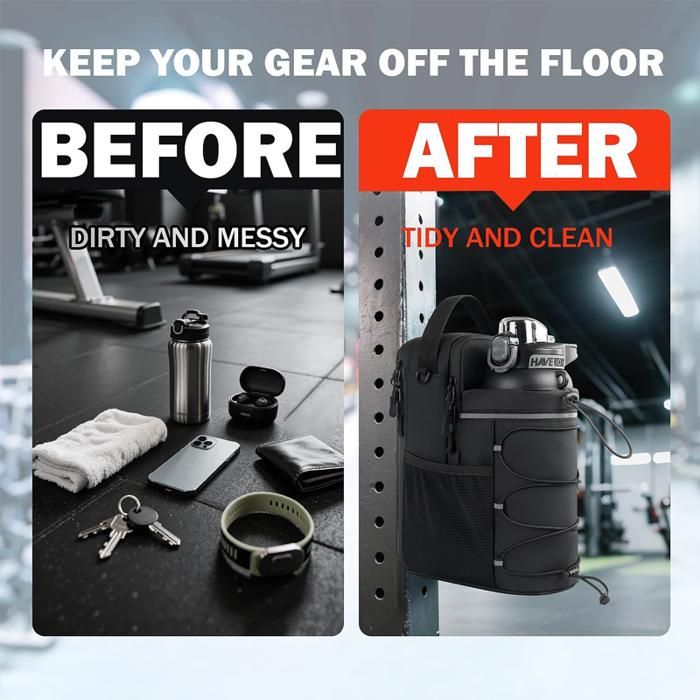 KEEP YOUR GEAR OFF THE FLOOR
BEFORE
AFTER
DIRTY AND MESSY
TIDY AND CLEAN
HAVE